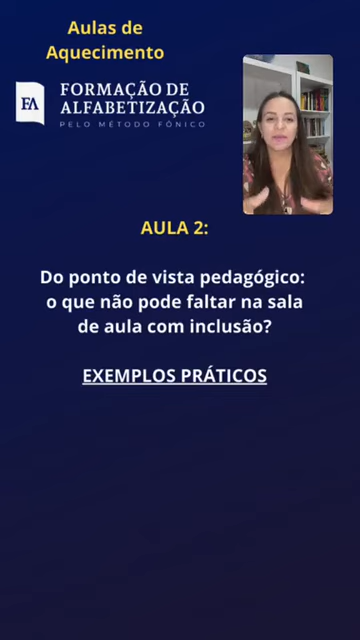 Aulas de
Aquecimento
FA
FORMAÇÃO DE
ALFABETIZAÇÃO
PELO MÉTODO FÔNICO
AULA 2:
Do ponto de vista pedagógico:
o que não pode faltar na sala
de aula com inclusão?
EXEMPLOS PRÁTICOS